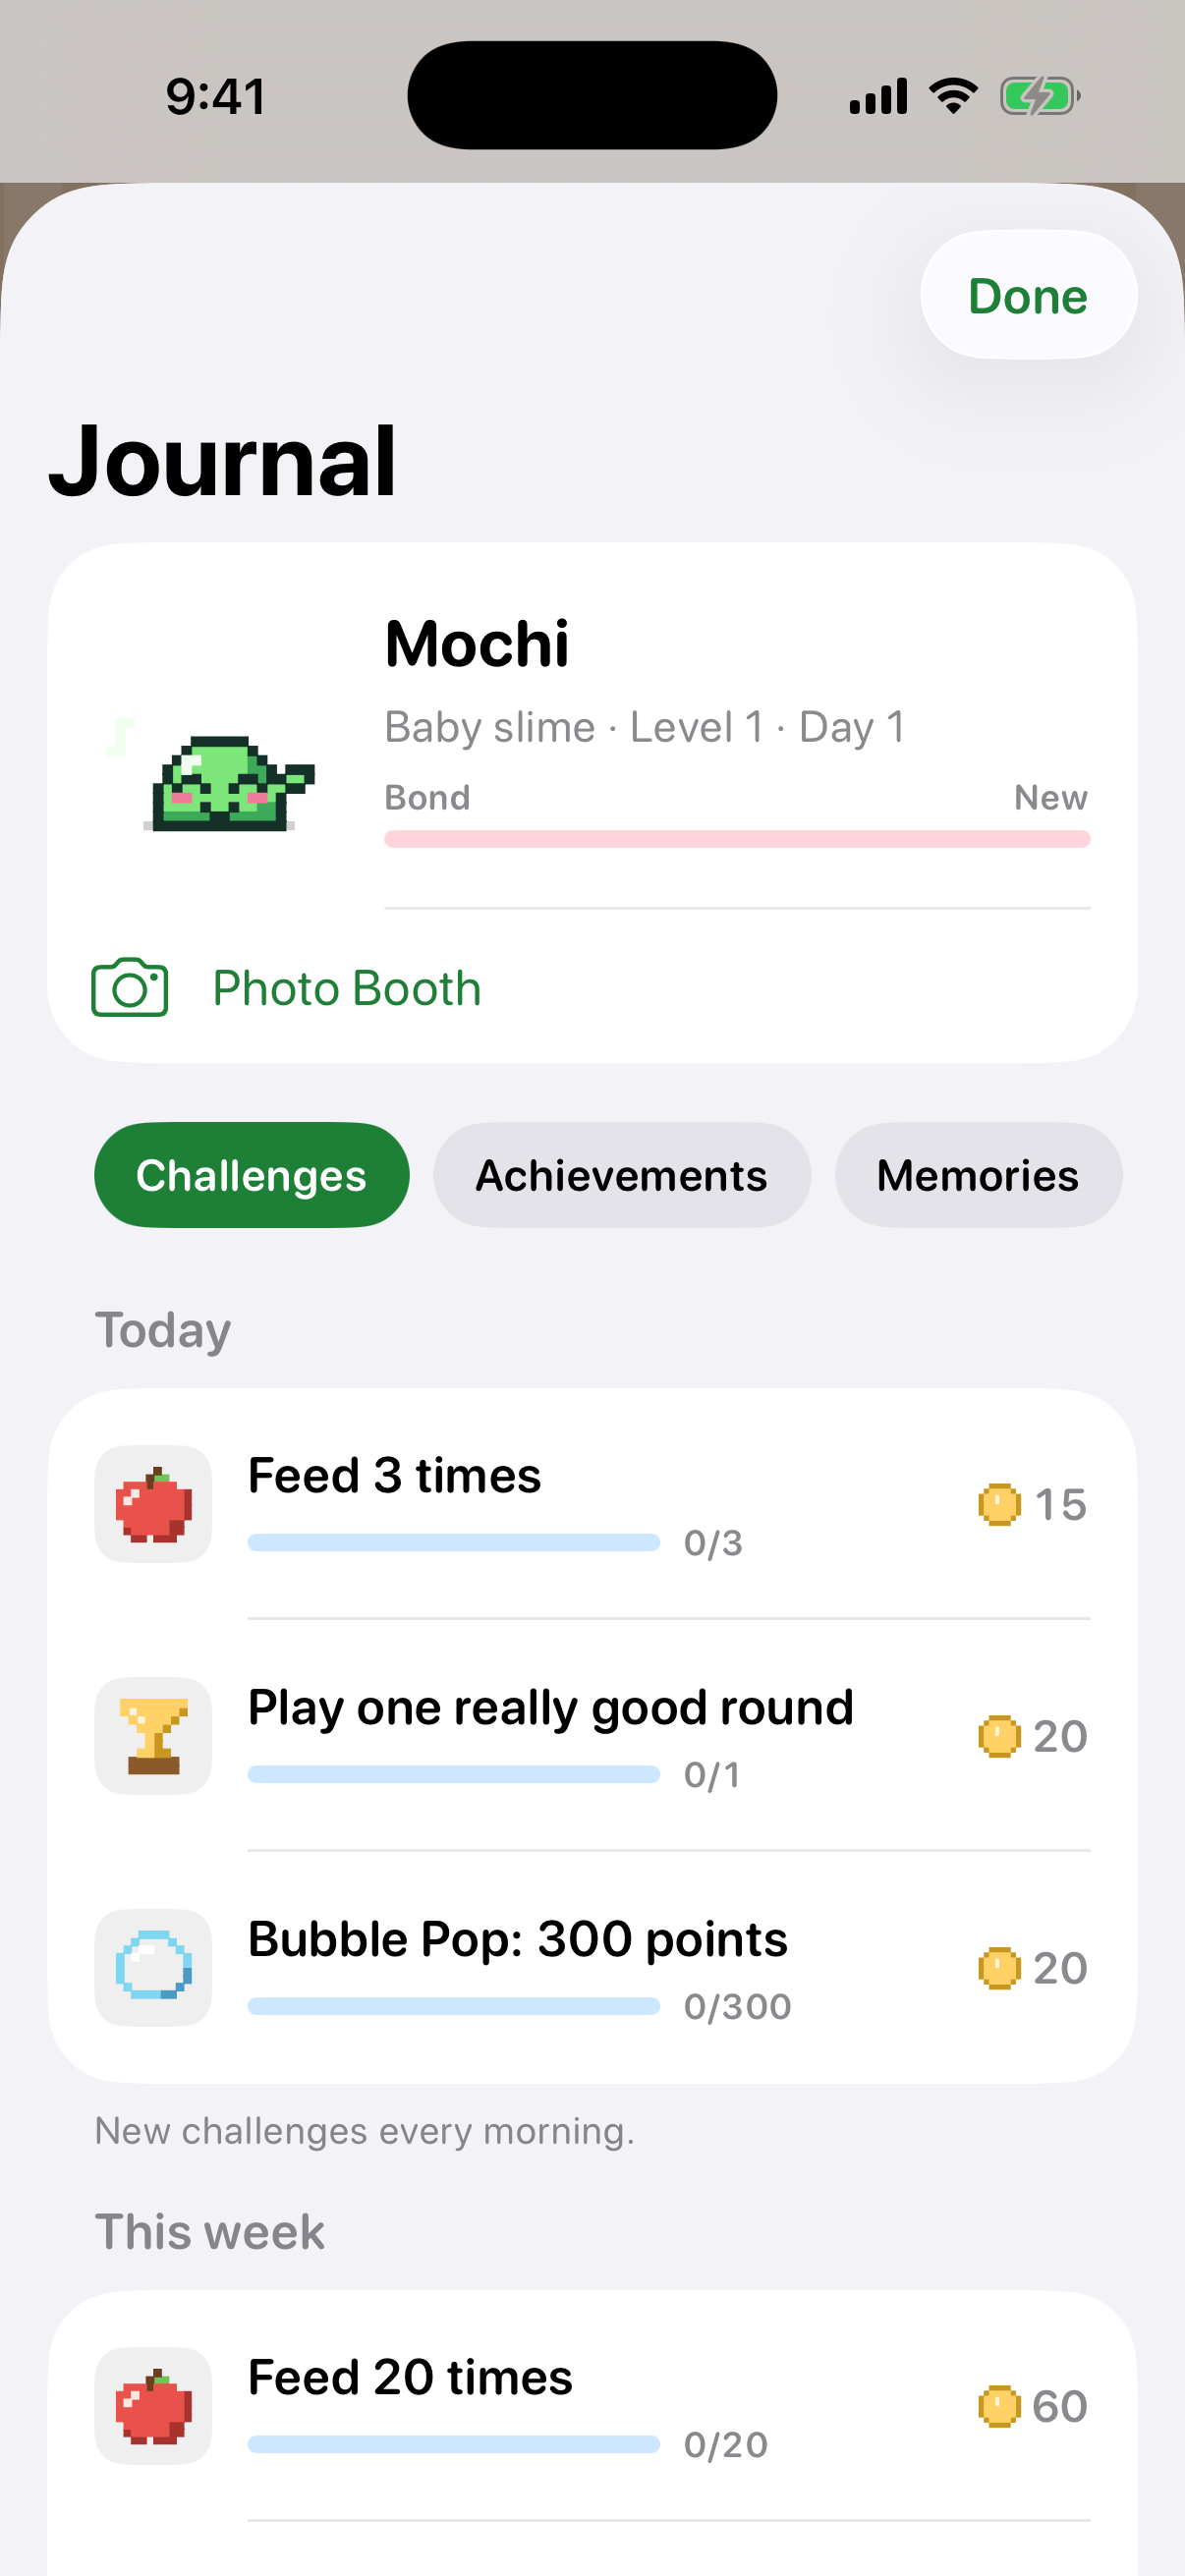 9:41
Done
Journal
Mochi
Baby slime · Level 1 · Day 1
Bond New
Photo Booth
Challenges Achievements Memories
Today
Feed 3 times
0/3
15
Play one really good round
0/1
20
Bubble Pop: 300 points
0/300
20
New challenges every morning.
This week
Feed 20 times
0/20
60